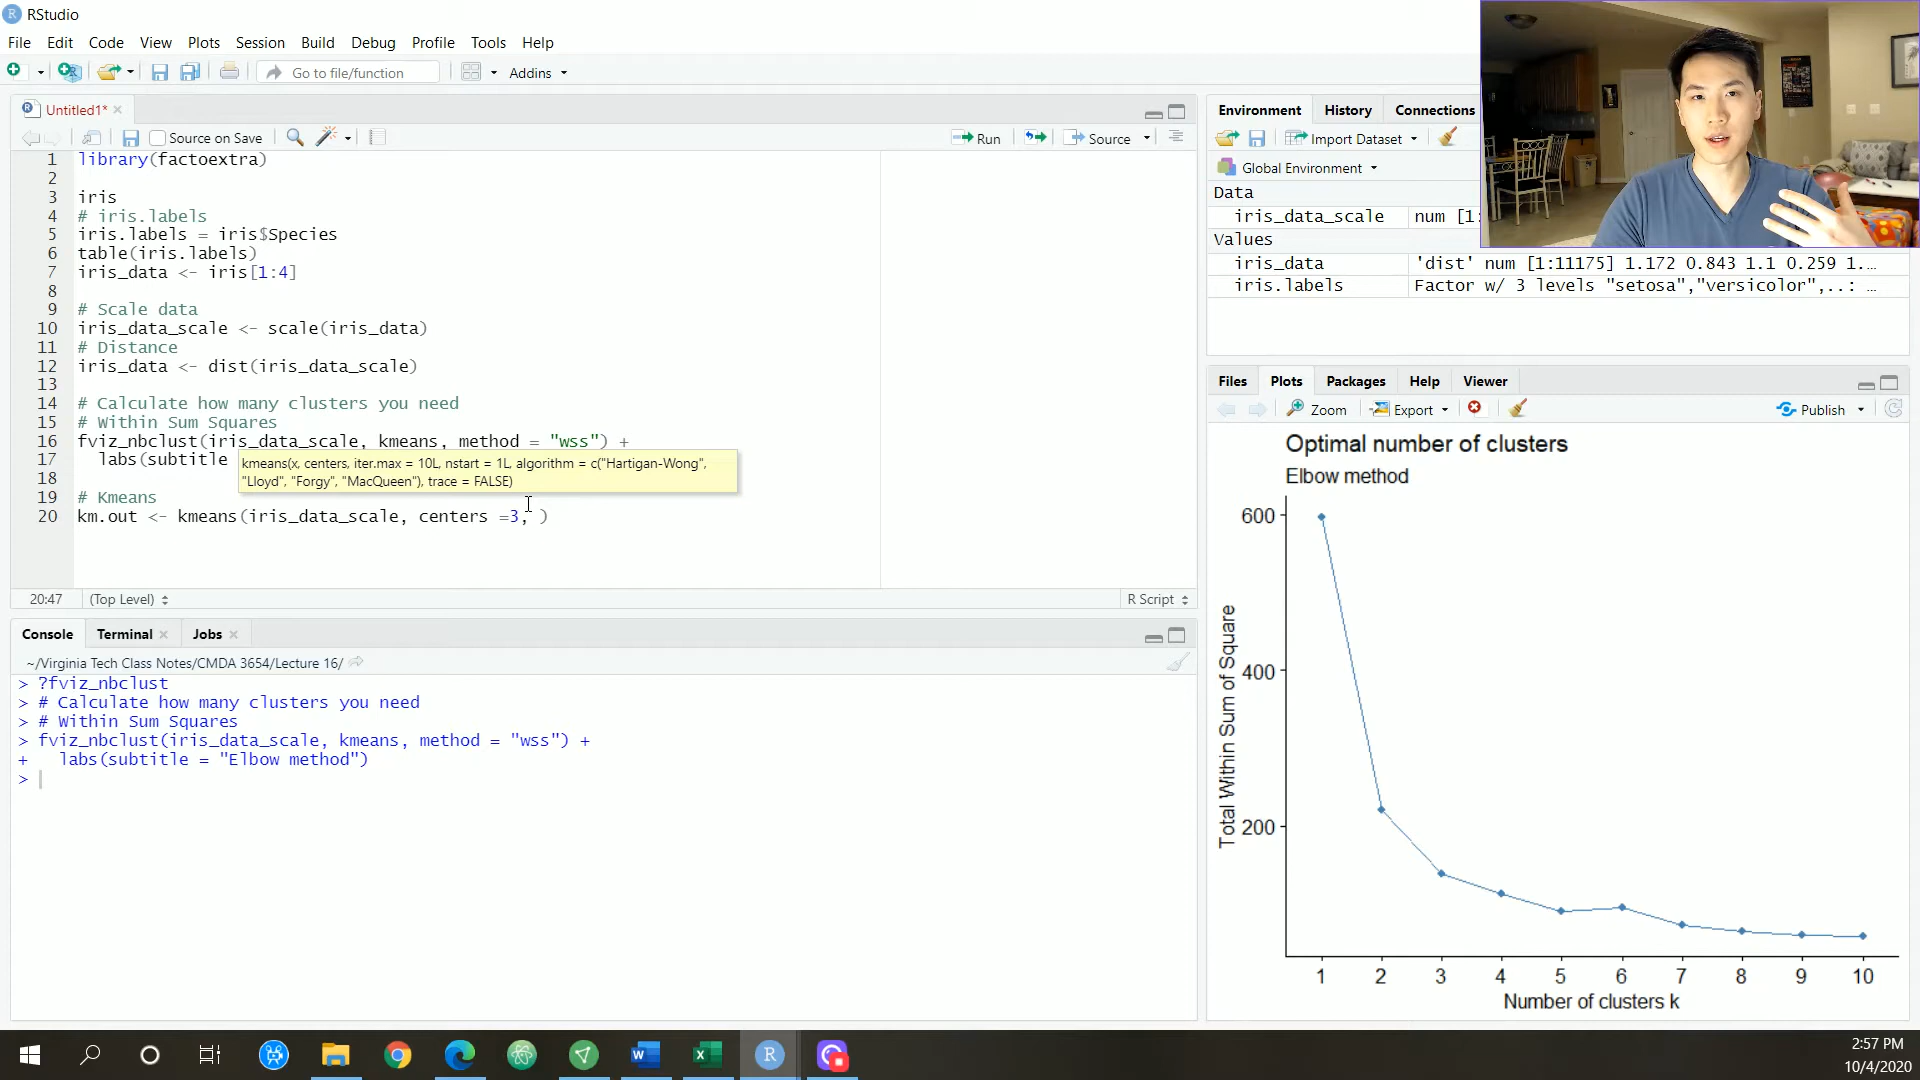 RStudio
File Edit Code View Plots Session Build Debug Profile Tools Help
Go to file/function Addins
Untitled1*
Source on Save Run Source
1 library(factoextra)
2
3 iris
4 # iris.labels
5 iris.labels = iris$Species
6 table(iris.labels)
7 iris_data <- iris[1:4]
8
9 # Scale data
10 iris_data_scale <- scale(iris_data)
11 # Distance
12 iris_data <- dist(iris_data_scale)
13
14 # Calculate how many clusters you need
15 # Within Sum Squares
16 fviz_nbclust(iris_data_scale, kmeans, method = "wss") +
17 labs(subtitle
kmeans(x, centers, iter.max = 10L, nstart = 1L, algorithm = c("Hartigan-Wong",
"Lloyd", "Forgy", "MacQueen"), trace = FALSE)
18
19 # Kmeans
20 km.out <- kmeans(iris_data_scale, centers =3, )
20:47 (Top Level) R Script
Console Terminal Jobs
~/Virginia Tech Class Notes/CMDA 3654/Lecture 16/
> ?fviz_nbclust
> # Calculate how many clusters you need
> # Within Sum Squares
> fviz_nbclust(iris_data_scale, kmeans, method = "wss") +
+ labs(subtitle = "Elbow method")
>
Environment History Connections
Import Dataset
Global Environment
Data
iris_data_scale num [1:
Values
iris_data 'dist' num [1:11175] 1.172 0.843 1.1 0.259 1.…
iris.labels Factor w/ 3 levels "setosa","versicolor",..: …
Files Plots Packages Help Viewer
Zoom Export Publish
Optimal number of clusters
Elbow method
Total Within Sum of Square
600
400
200
1 2 3 4 5 6 7 8 9 10
Number of clusters k
2:57 PM
10/4/2020